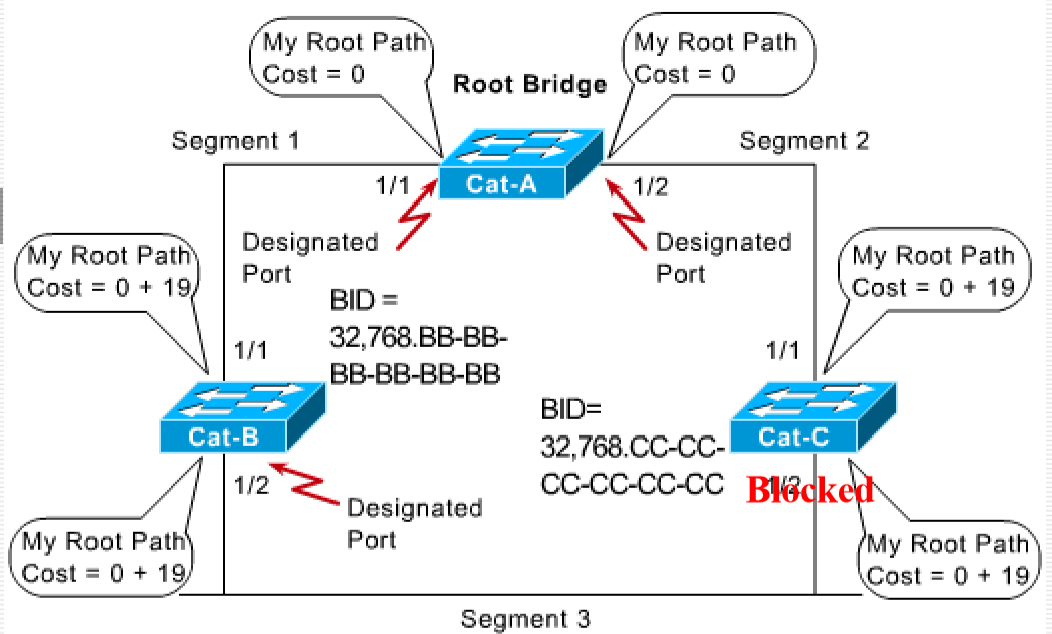 My Root Path
Cost = 0
My Root Path
Cost = 0
Root Bridge
Segment 1
Segment 2
1/1
Cat-A
1/2
Designated
Port
Designated
Port
My Root Path
Cost = 0 + 19
My Root Path
Cost = 0 + 19
BID =
32,768.BB-BB-
BB-BB-BB-BB
1/1
1/1
BID=
32,768.CC-CC-
CC-CC-CC-CC
Cat-B
Cat-C
1/2
Blocked
1/2
Designated
Port
My Root Path
Cost = 0 + 19
My Root Path
Cost = 0 + 19
Segment 3